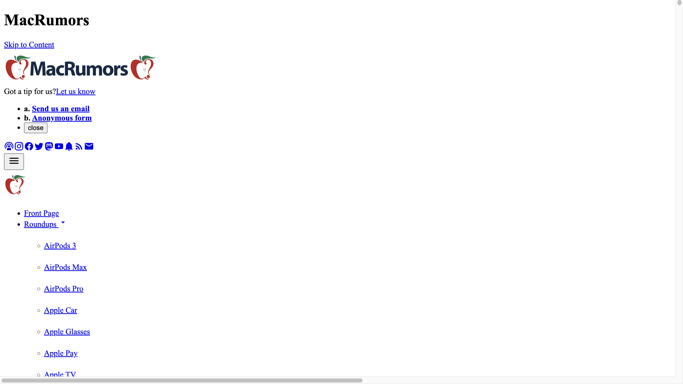 MacRumors
Skip to Content
MacRumors
Got a tip for us?Let us know
a. Send us an email
b. Anonymous form
close
Front Page
Roundups
AirPods 3
AirPods Max
AirPods Pro
Apple Car
Apple Glasses
Apple Pay
Apple TV